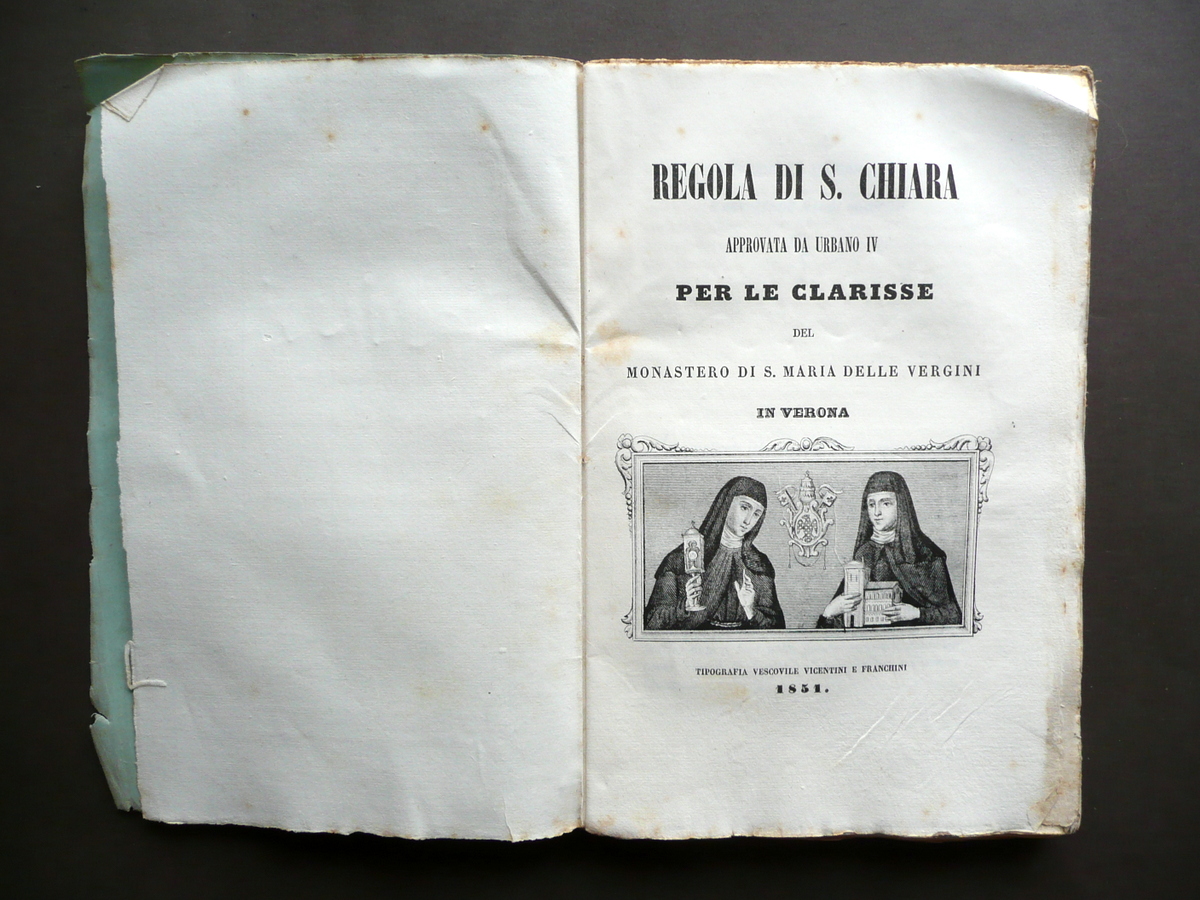 REGOLA DI S. CHIARA
APPROVATA DA URBANO IV
PER LE CLARISSE
DEL
MONASTERO DI S. MARIA DELLE VERGINI
IN VERONA
TIPOGRAFIA VESCOVILE VICENTINI E FRANCHINI
1851.